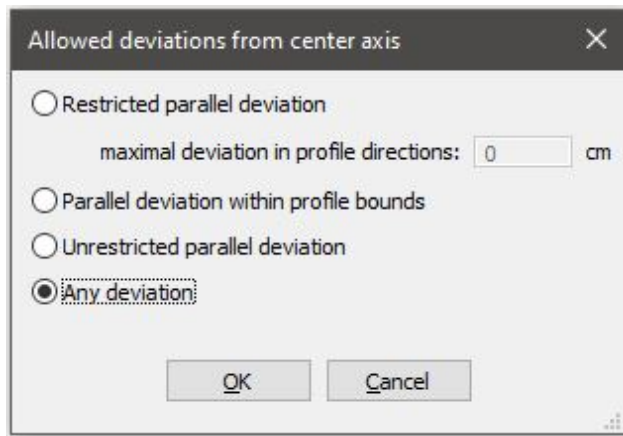 Allowed deviations from center axis
Restricted parallel deviation
maximal deviation in profile directions: 0 cm
Parallel deviation within profile bounds
Unrestricted parallel deviation
Any deviation
OK Cancel